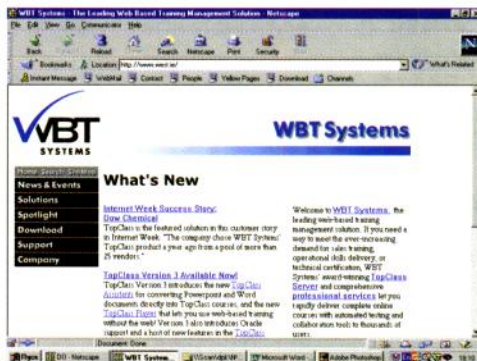 WBT Systems - The Leading Web Based Training Management Solution - Netscape
File Edit View Go Communicator Help
Back Reload Search Netscape Print Security
Bookmarks Location: http://www.west.ie/ What's Related
Instant Message WebMail Contact People Yellow Pages Download Channels
WBT
SYSTEMS
WBT Systems
Home Search Sitemap
News & Events
Solutions
Spotlight
Download
Support
Company
What's New
Internet Week Success Story:
Dow Chemical
TopClass is the featured solution in this customer story
in Internet Week. "The company chose WBT Systems'
TopClass product a year ago from a pool of more than
25 vendors."
TopClass Version 3 Available Now!
TopClass Version 3 introduces the new TopClass
Assistants for converting Powerpoint and Word
documents directly into TopClass courses, and the new
TopClass Player that lets you use web-based training
without the web! Version 3 also introduces Oracle
support and a host of new features in the TopClass
Welcome to WBT Systems, the
leading web-based training
management solution. If you need a
way to meet the ever-increasing
demand for sales training,
operational skills delivery, or
technical certification, WBT
Systems' award-winning TopClass
Server and comprehensive
professional services let you
rapidly deliver complete online
courses with automated testing and
collaboration tools to thousands of
users.
Document: Done
WBT System... Microsoft Word Adobe Photoshop